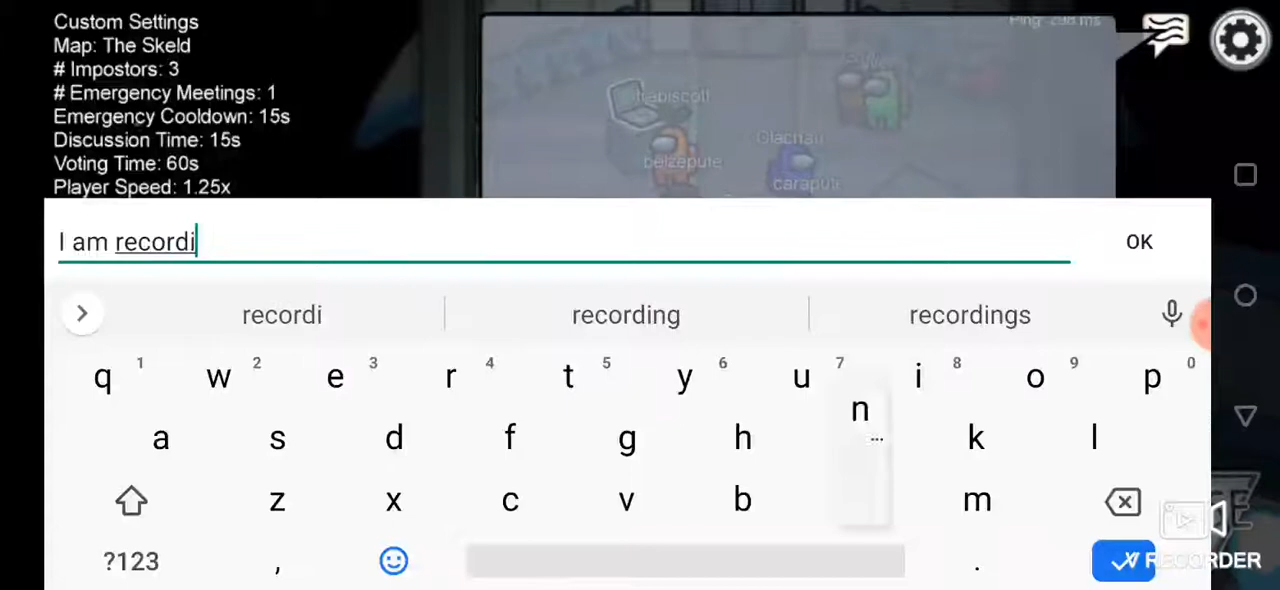 Custom Settings
Map: The Skeld
# Impostors: 3
# Emergency Meetings: 1
Emergency Cooldown: 15s
Discussion Time: 15s
Voting Time: 60s
Player Speed: 1.25x
Glachau
belzepute
I am recordi
OK
recordi recording recordings
q 1 w 2 e 3 r 4 t 5 y 6 u 7 i 8 o 9 p 0
a s d f g h n ... k l
z x c v b m
?123 , .
RECORDER